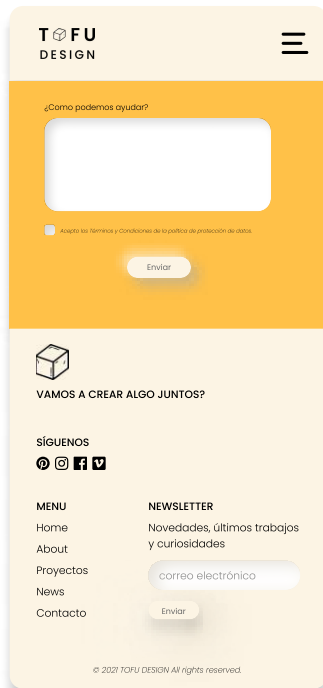 TOFU
DESIGN
¿Como podemos ayudar?
Acepto los Términos y Condiciones de la política de protección de datos.
Enviar
VAMOS A CREAR ALGO JUNTOS?
SÍGUENOS
MENU
Home
About
Proyectos
News
Contacto
NEWSLETTER
Novedades, últimos trabajos
y curiosidades
correo electrónico
Enviar
© 2021 TOFU DESIGN All rights reserved.